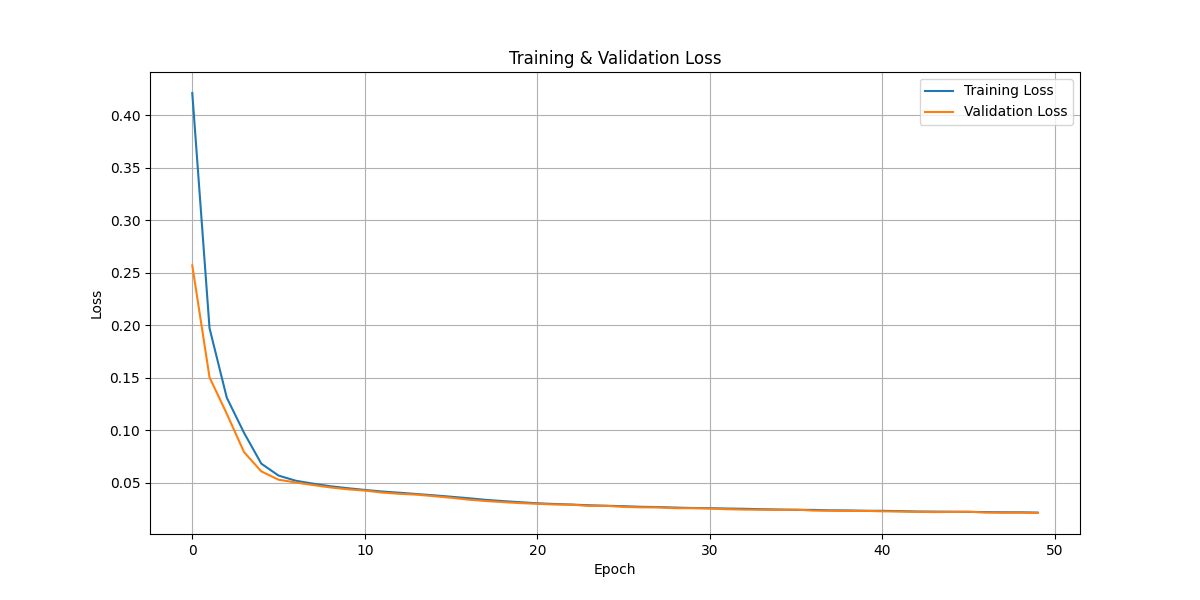 Training & Validation Loss
Training Loss
Validation Loss
0.40
0.35
0.30
0.25
0.20
0.15
0.10
0.05
Loss
0 10 20 30 40 50
Epoch